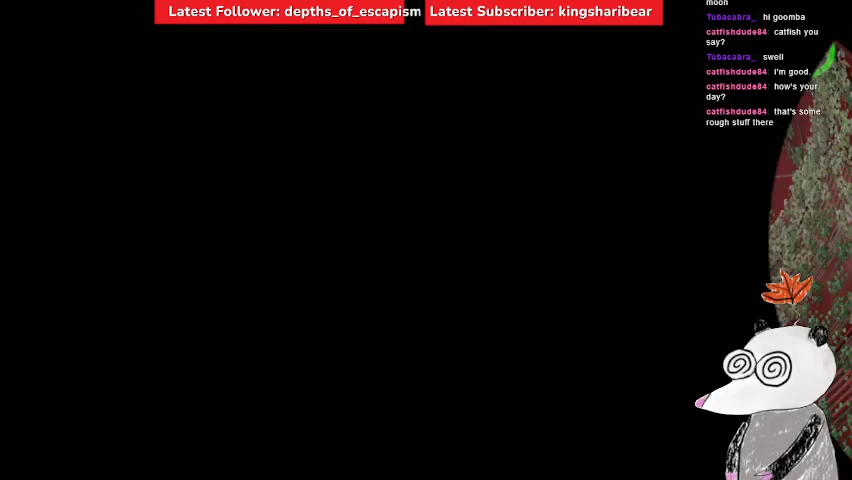 Latest Follower: depths_of_escapism
Latest Subscriber: kingsharibear
moon
Tubacabra_: hi goomba
catfishdude84: catfish you
say?
Tubacabra_: swell
catfishdude84: i'm good.
catfishdude84: how's your
day?
catfishdude84: that's some
rough stuff there